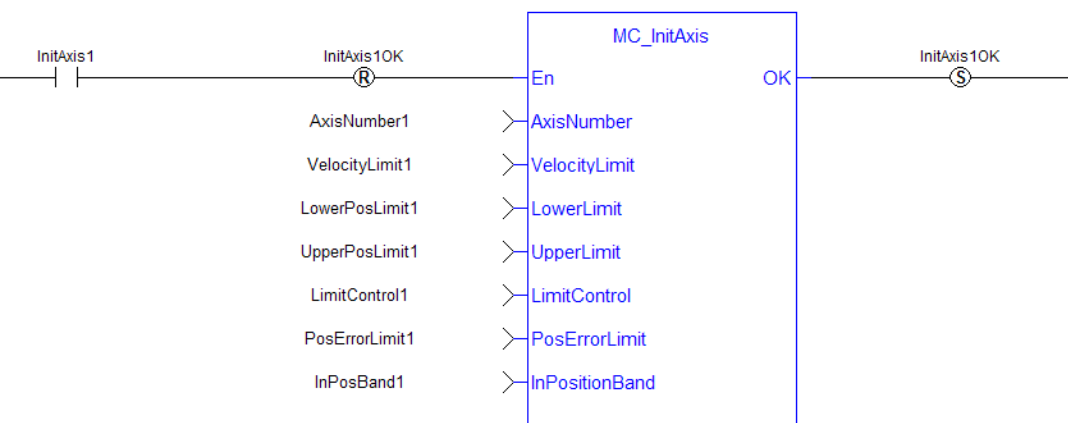 MC_InitAxis
InitAxis1 InitAxis1OK InitAxis1OK
R En OK S
AxisNumber1 AxisNumber
VelocityLimit1 VelocityLimit
LowerPosLimit1 LowerLimit
UpperPosLimit1 UpperLimit
LimitControl1 LimitControl
PosErrorLimit1 PosErrorLimit
InPosBand1 InPositionBand